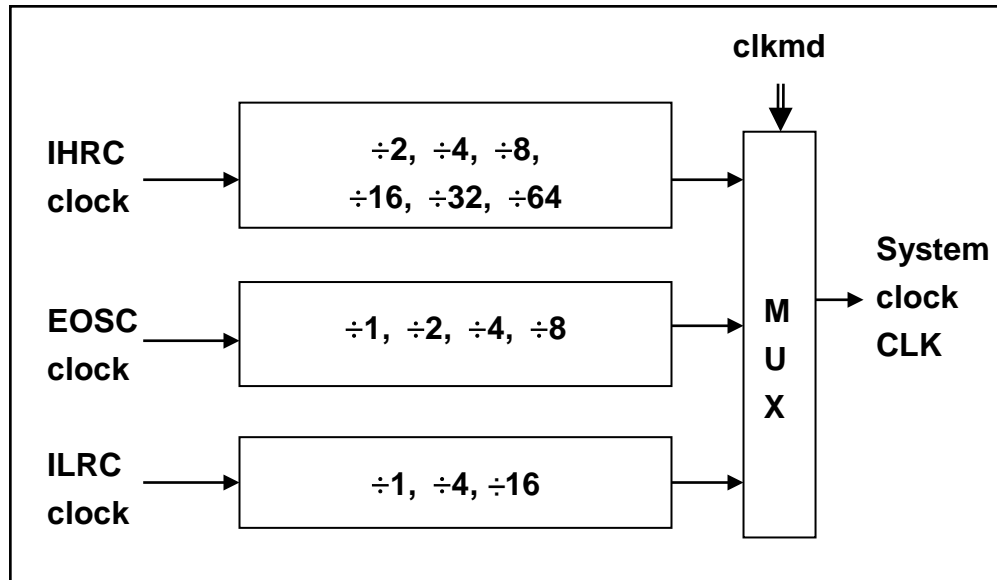 clkmd
IHRC
clock
÷2, ÷4, ÷8,
÷16, ÷32, ÷64
EOSC
clock
÷1, ÷2, ÷4, ÷8
ILRC
clock
÷1, ÷4, ÷16
M
U
X
System
clock
CLK